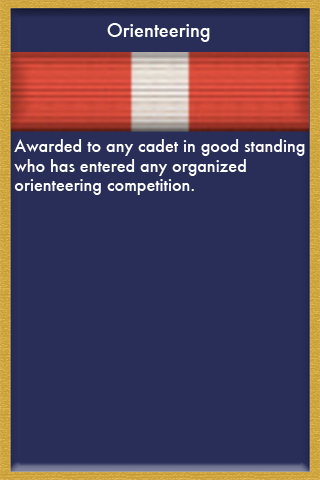 Orienteering
Awarded to any cadet in good standing
who has entered any organized
orienteering competition.